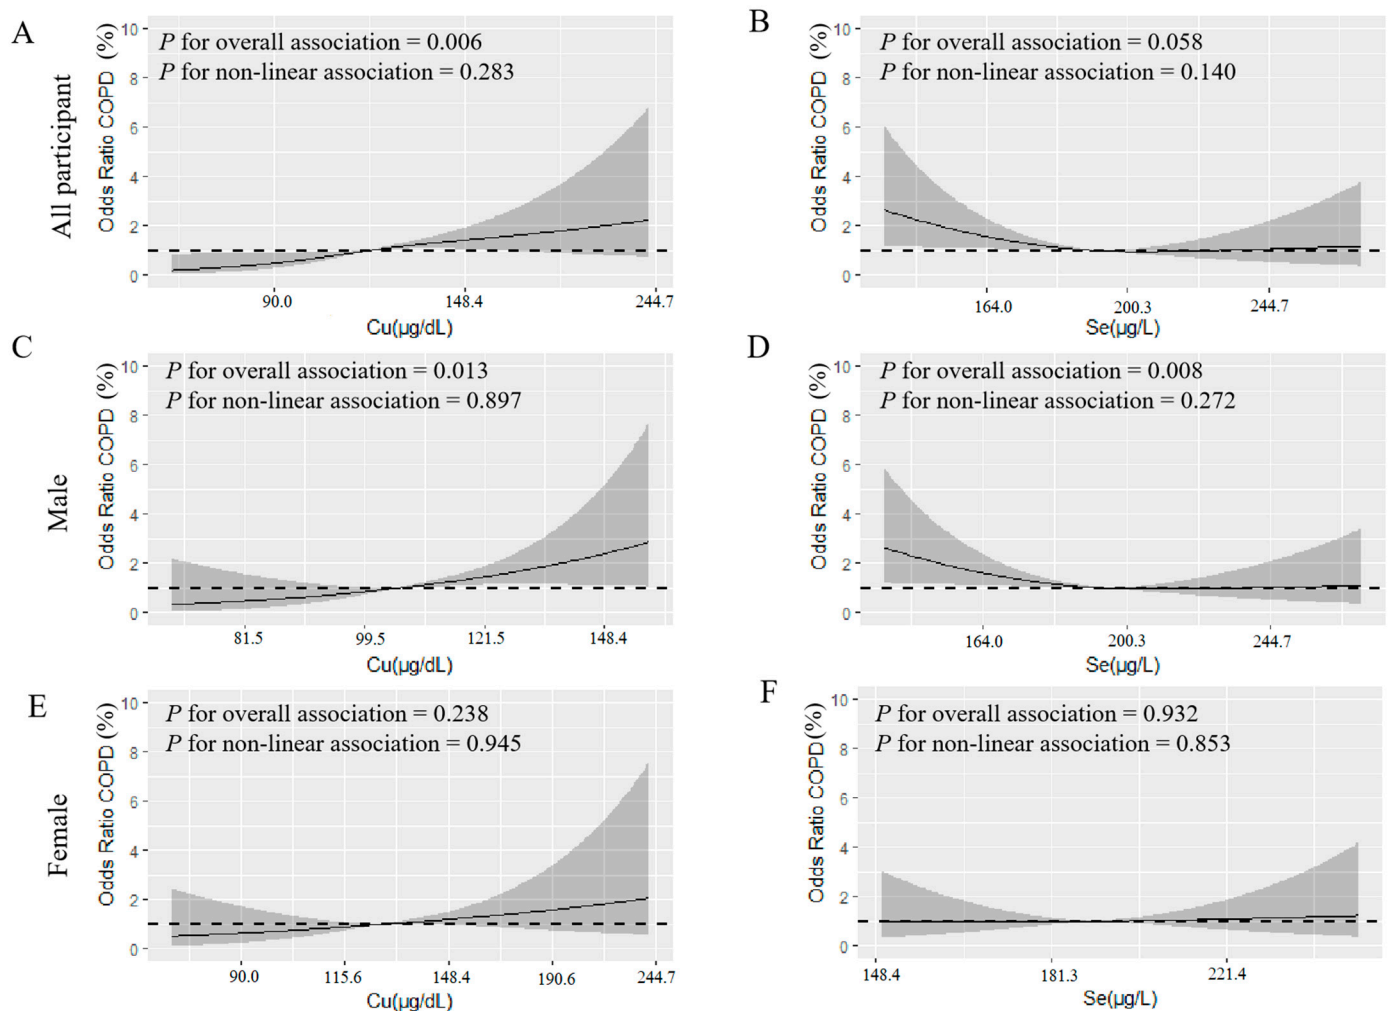 A
All participant
Odds Ratio COPD (%)
10
8
6
4
2
0
P for overall association = 0.006
P for non-linear association = 0.283
90.0
148.4
244.7
Cu(µg/dL)
B
Odds Ratio COPD (%)
10
8
6
4
2
0
P for overall association = 0.058
P for non-linear association = 0.140
164.0
200.3
244.7
Se(µg/L)
C
Male
Odds Ratio COPD (%)
10
8
6
4
2
0
P for overall association = 0.013
P for non-linear association = 0.897
81.5
99.5
121.5
148.4
Cu(µg/dL)
D
Odds Ratio COPD (%)
10
8
6
4
2
0
P for overall association = 0.008
P for non-linear association = 0.272
164.0
200.3
244.7
Se(µg/L)
E
Female
Odds Ratio COPD (%)
10
8
6
4
2
0
P for overall association = 0.238
P for non-linear association = 0.945
90.0
115.6
148.4
190.6
244.7
Cu(µg/dL)
F
Odds Ratio COPD (%)
10
8
6
4
2
0
P for overall association = 0.932
P for non-linear association = 0.853
148.4
181.3
221.4
Se(µg/L)